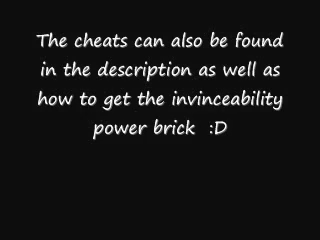 The cheats can also be found
in the description as well as
how to get the invinceability
power brick :D